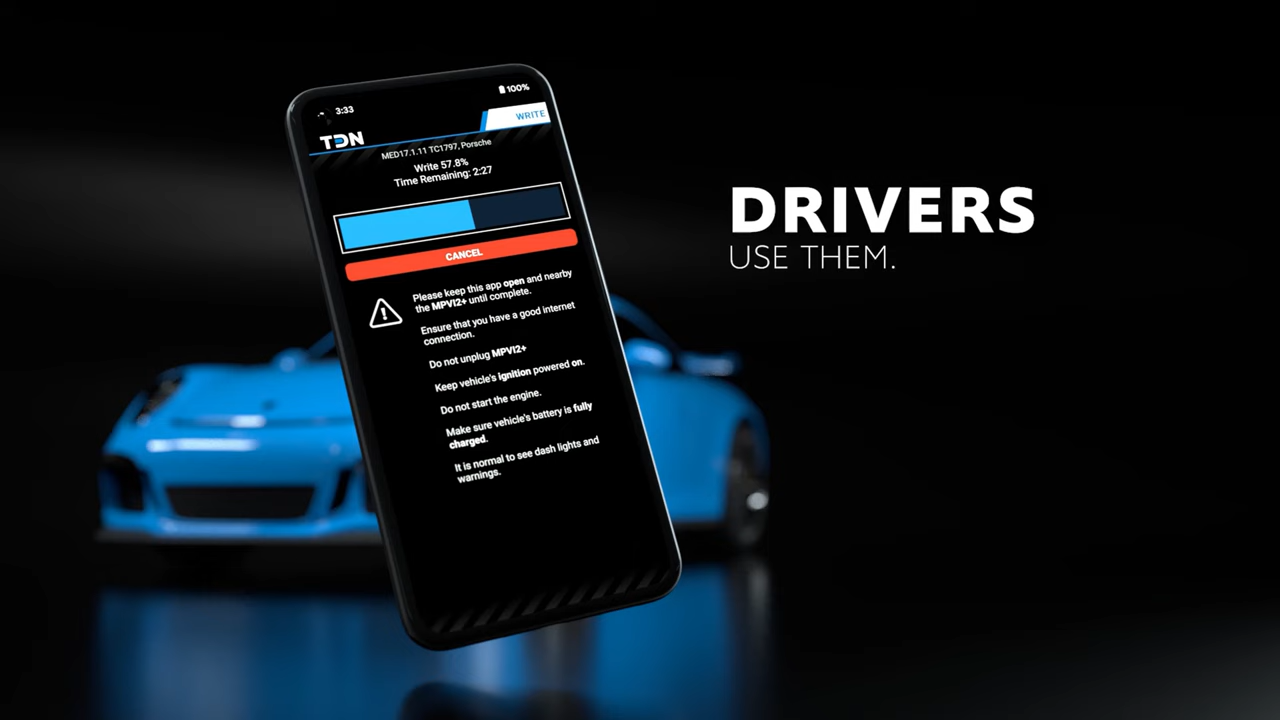 3:33
100%
TDN
WRITE
MED17.1.11 TC1797, Porsche
Write 57.8%
Time Remaining: 2:27
CANCEL
Please keep this app open and nearby
the MPVI2+ until complete.
Ensure that you have a good internet
connection.
Do not unplug MPVI2+
Keep vehicle's ignition powered on.
Do not start the engine.
Make sure vehicle's battery is fully
charged.
It is normal to see dash lights and
warnings.
DRIVERS
USE THEM.